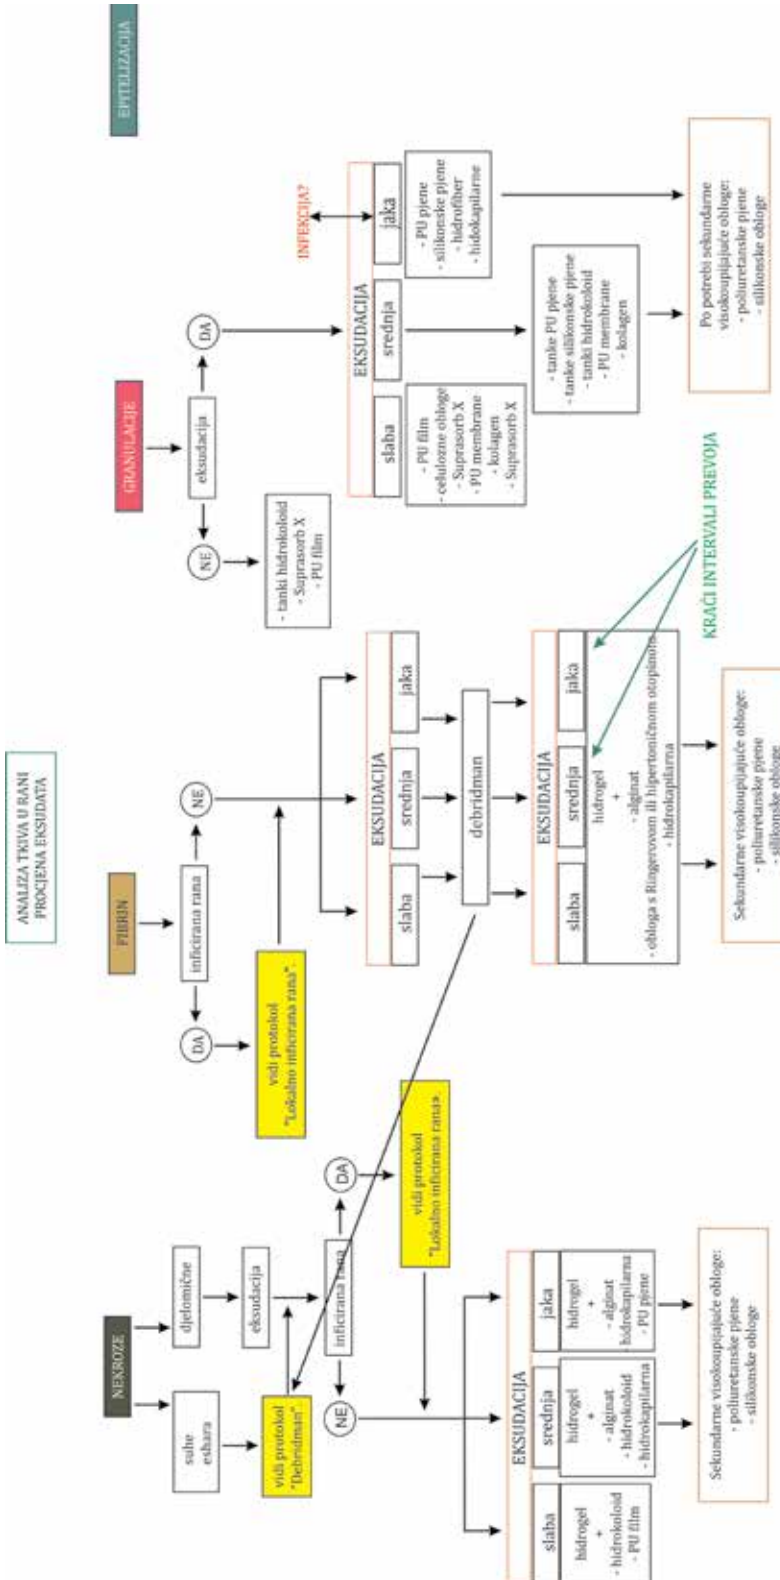 ANALIZA TKIVA U RANI
PROCJENA EKSUDATA
NEKROZE
suhe
eshara
djelomične
vidi protokol
"Debridman".
eksudacija
inficirana rana
NE
DA
vidi protokol
"Lokalno inficirana rana».
EKSUDACIJA
slaba
srednja
jaka
hidrogel
+
- hidrokoloid
- PU film
hidrogel
+
- alginat
- hidrokoloid
- hidrokapilarna
hidrogel
+
- alginat
hidrokapilarna
- PU pjene
Sekundarne visokoupijajuće obloge:
- poliuretanske pjene
- silikonske obloge
FIBRIN
inficirana rana
DA
NE
vidi protokol
"Lokalno inficirana rana".
EKSUDACIJA
slaba
srednja
jaka
debridman
EKSUDACIJA
slaba
srednja
jaka
hidrogel
+
- alginat
- obloga s Ringerovom ili hipertoničnom otopinom
- hidrokapilarna
KRAĆI INTERVALI PREVOJA
Sekundarne visokoupijajuće obloge:
- poliuretanske pjene
- silikonske obloge
GRANULACIJE
eksudacija
NE
DA
- tanki hidrokoloid
- Suprasorb X
- PU film
INFEKCIJA?
EKSUDACIJA
slaba
srednja
jaka
- PU film
- celulozne obloge
- Suprasorb X
- PU membrane
- kolagen
- Suprasorb X
- tanke PU pjene
- tanke silikonske pjene
- tanki hidrokoloid
- PU membrane
- kolagen
- PU pjene
- silikonske pjene
- hidrofiber
- hidokapilarne
Po potrebi sekundarne
visokoupijajuće obloge:
- poliuretanske pjene
- silikonske obloge
EPITELIZACIJA